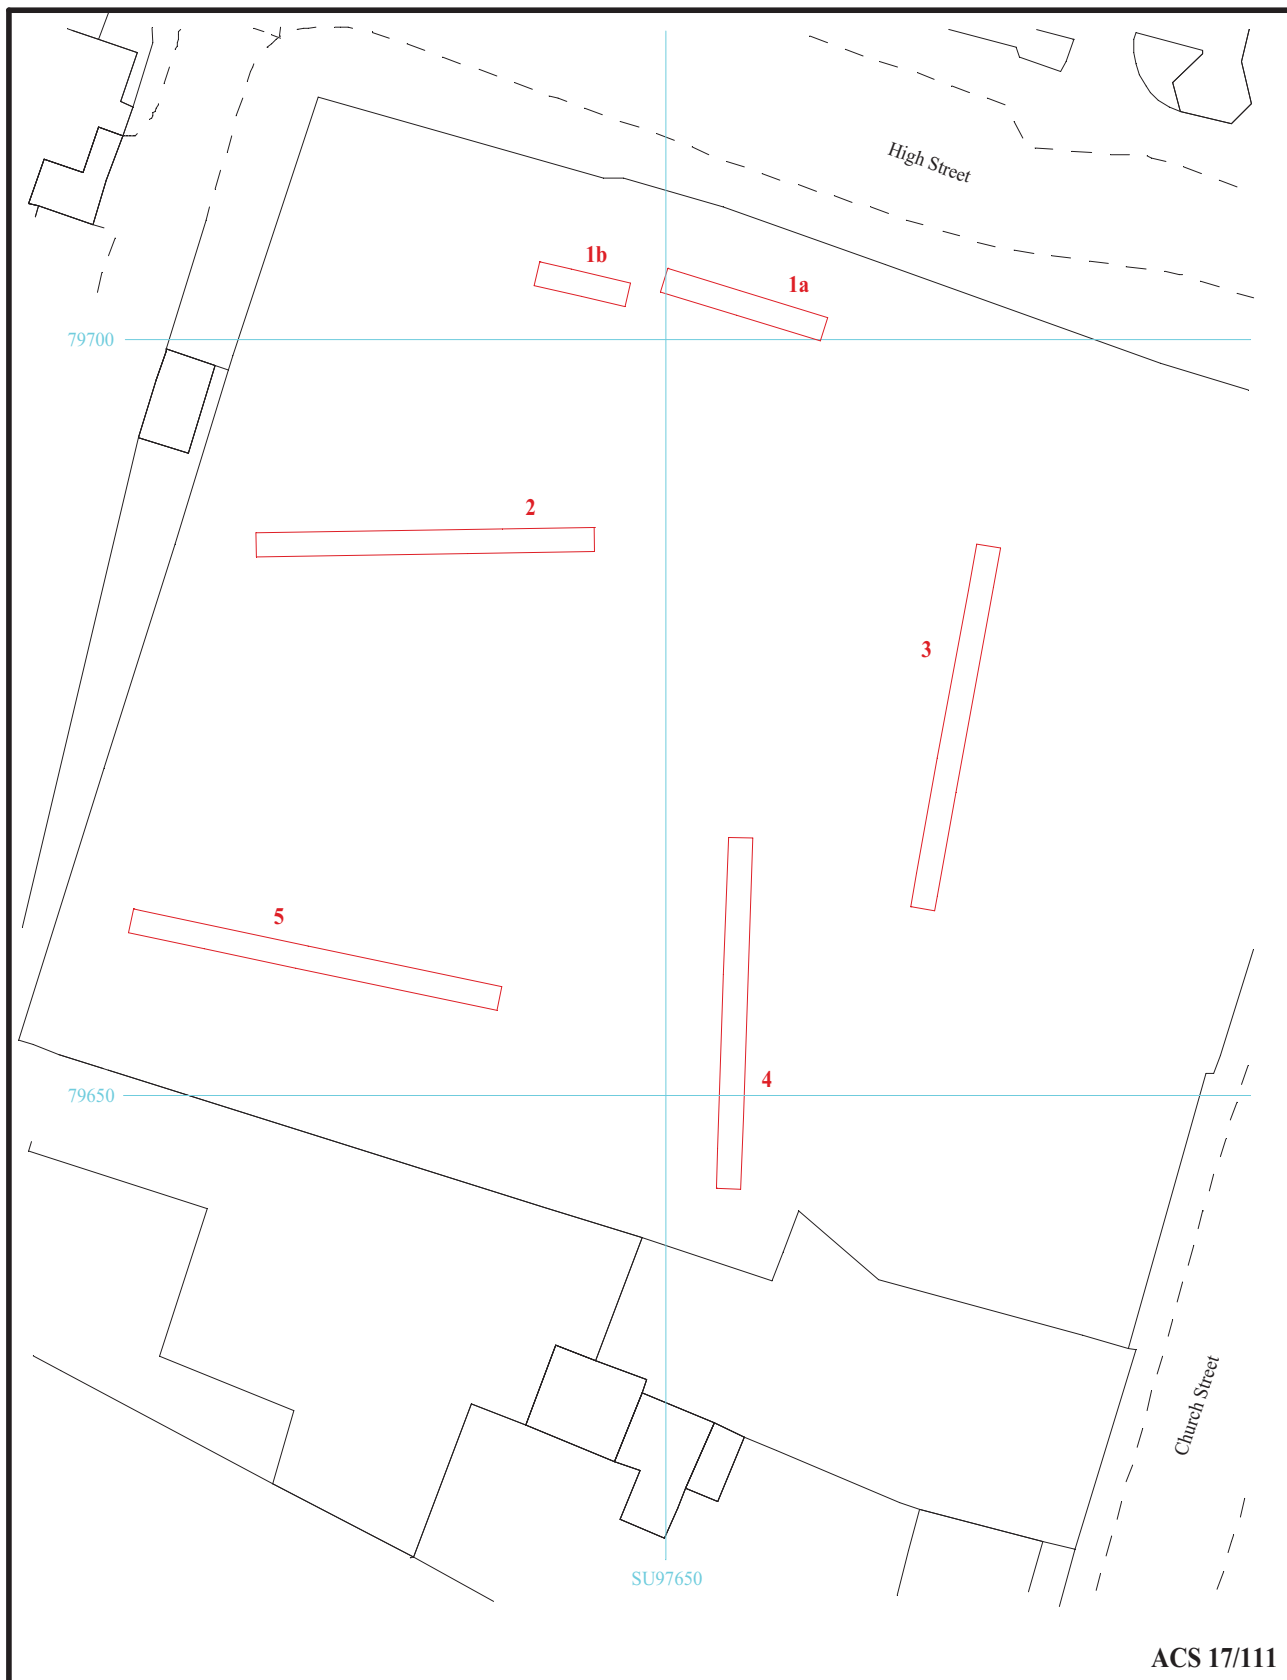 High Street
1b
1a
79700
2
3
5
4
79650
Church Street
SU97650
ACS 17/111